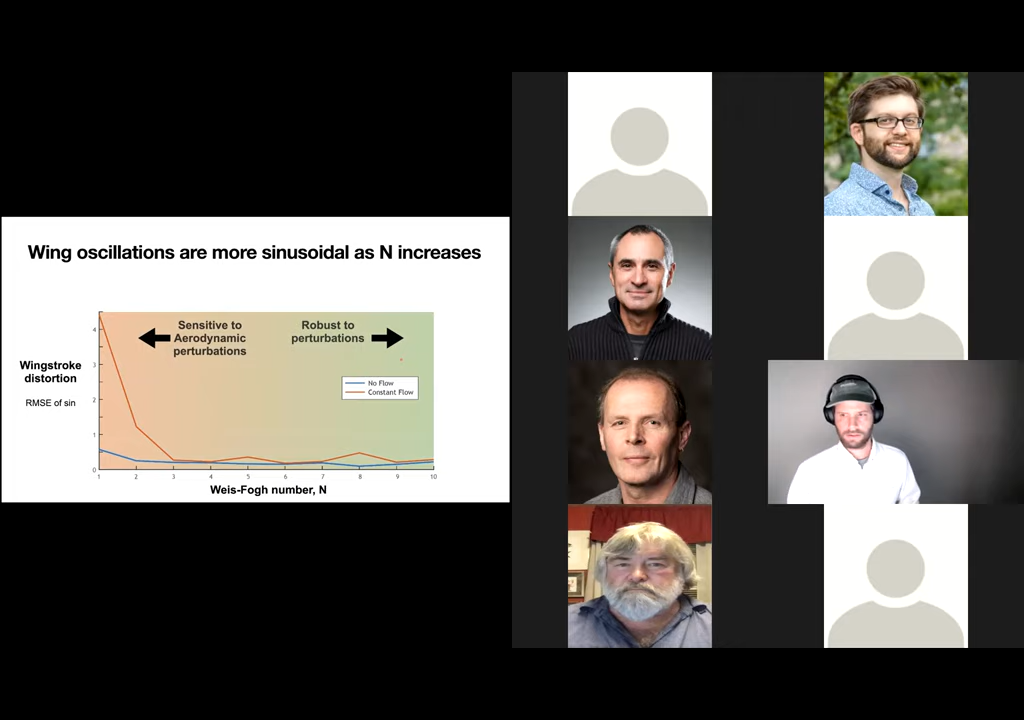 Wing oscillations are more sinusoidal as N increases
Sensitive to
Aerodynamic
perturbations
Robust to
perturbations
Wingstroke
distortion
RMSE of sin
No Flow
Constant Flow
4
3
2
1
0
1 2 3 4 5 6 7 8 9 10
Weis-Fogh number, N